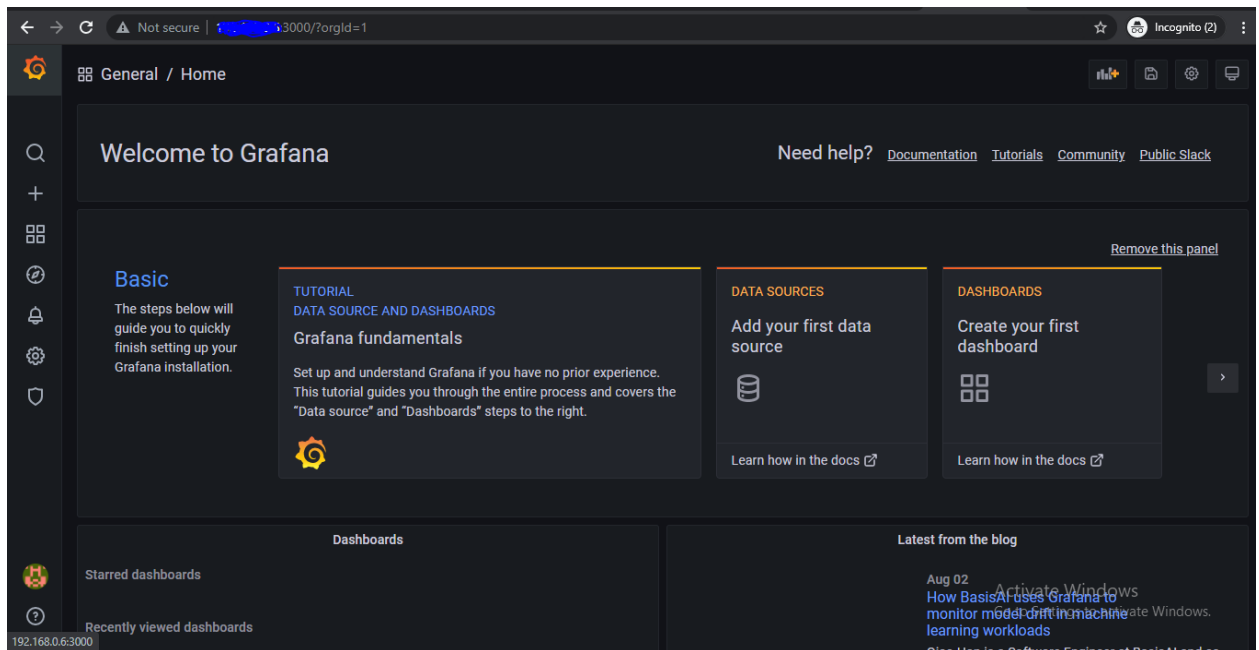 Not secure | :3000/?orgId=1
Incognito (2)
General / Home
Welcome to Grafana
Need help? Documentation Tutorials Community Public Slack
Remove this panel
Basic
The steps below will
guide you to quickly
finish setting up your
Grafana installation.
TUTORIAL
DATA SOURCE AND DASHBOARDS
Grafana fundamentals
Set up and understand Grafana if you have no prior experience.
This tutorial guides you through the entire process and covers the
"Data source" and "Dashboards" steps to the right.
DATA SOURCES
Add your first data
source
Learn how in the docs
DASHBOARDS
Create your first
dashboard
Learn how in the docs
Dashboards
Starred dashboards
Recently viewed dashboards
Latest from the blog
Aug 02
How BasisAI uses Grafana to
monitor model drift in machine
learning workloads
Activate Windows
Go to Settings to activate Windows.
192.168.0.6:3000